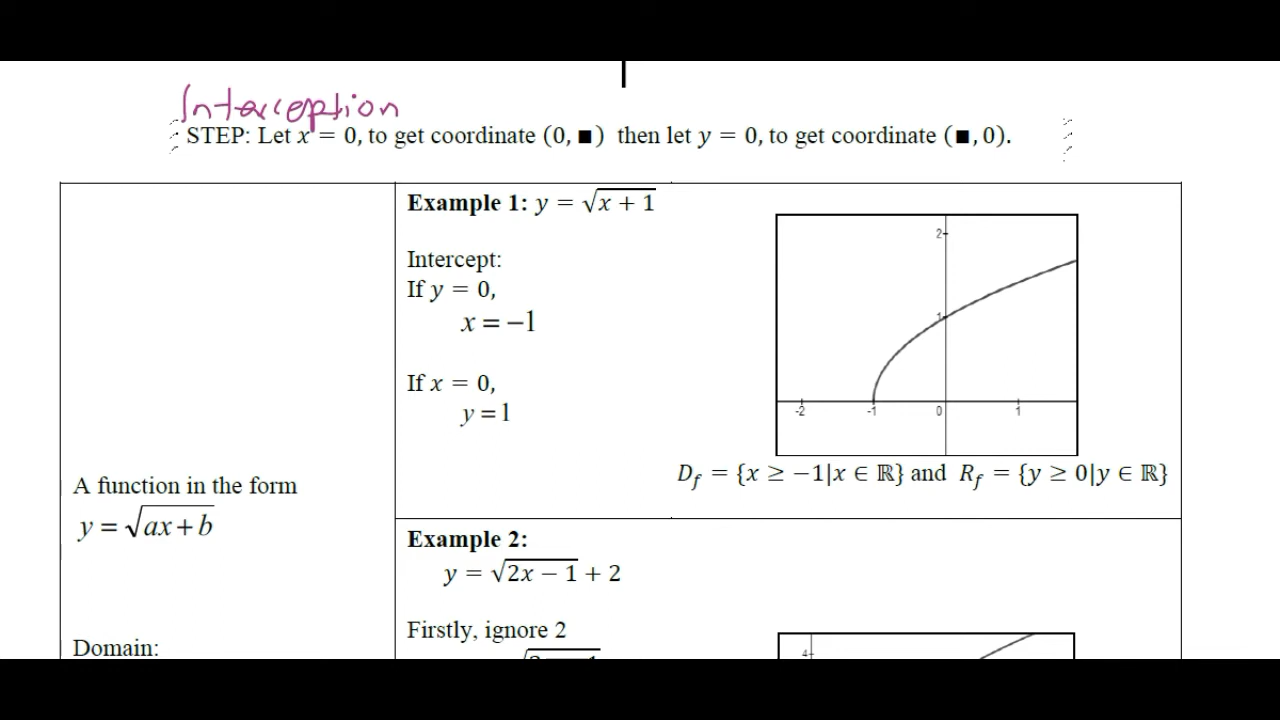 Interception
STEP: Let x = 0, to get coordinate (0, ■) then let y = 0, to get coordinate (■, 0).
Example 1: y = √(x + 1)
Intercept:
If y = 0,
x = −1
If x = 0,
y = 1
2
1
-2 -1 0 1
D_f = {x ≥ −1|x ∈ ℝ} and R_f = {y ≥ 0|y ∈ ℝ}
A function in the form
y = √(ax + b)
Domain:
Example 2:
y = √(2x − 1) + 2
Firstly, ignore 2
4